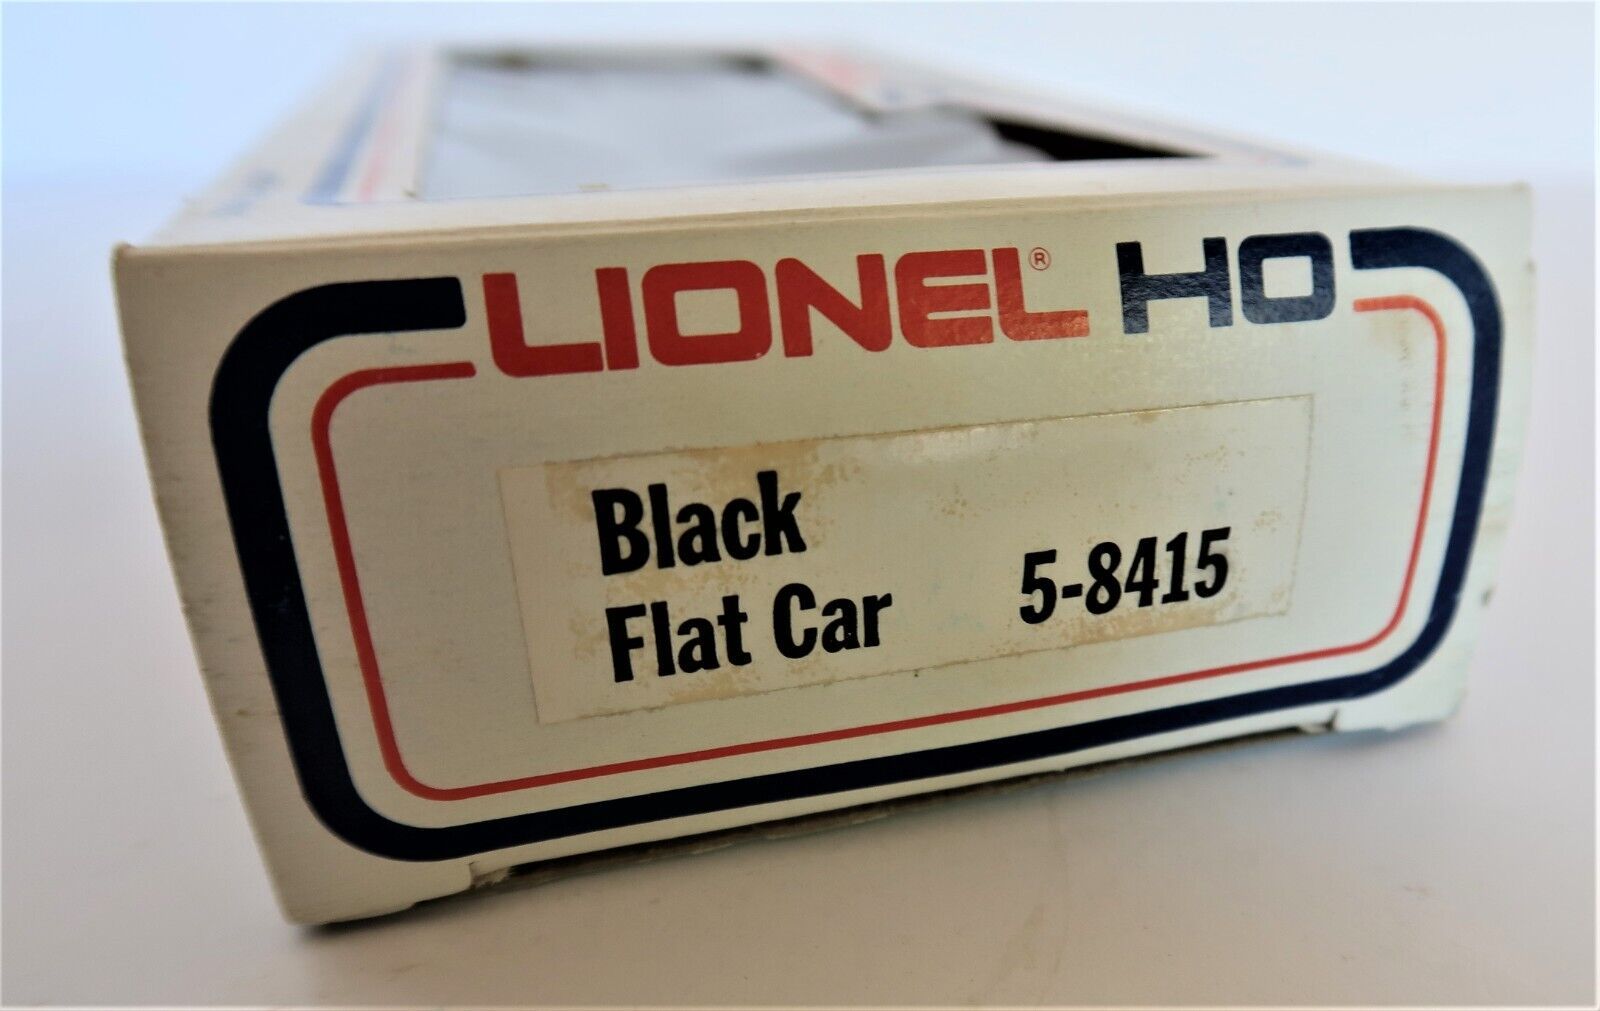 LIONEL® HO
Black
Flat Car 5-8415